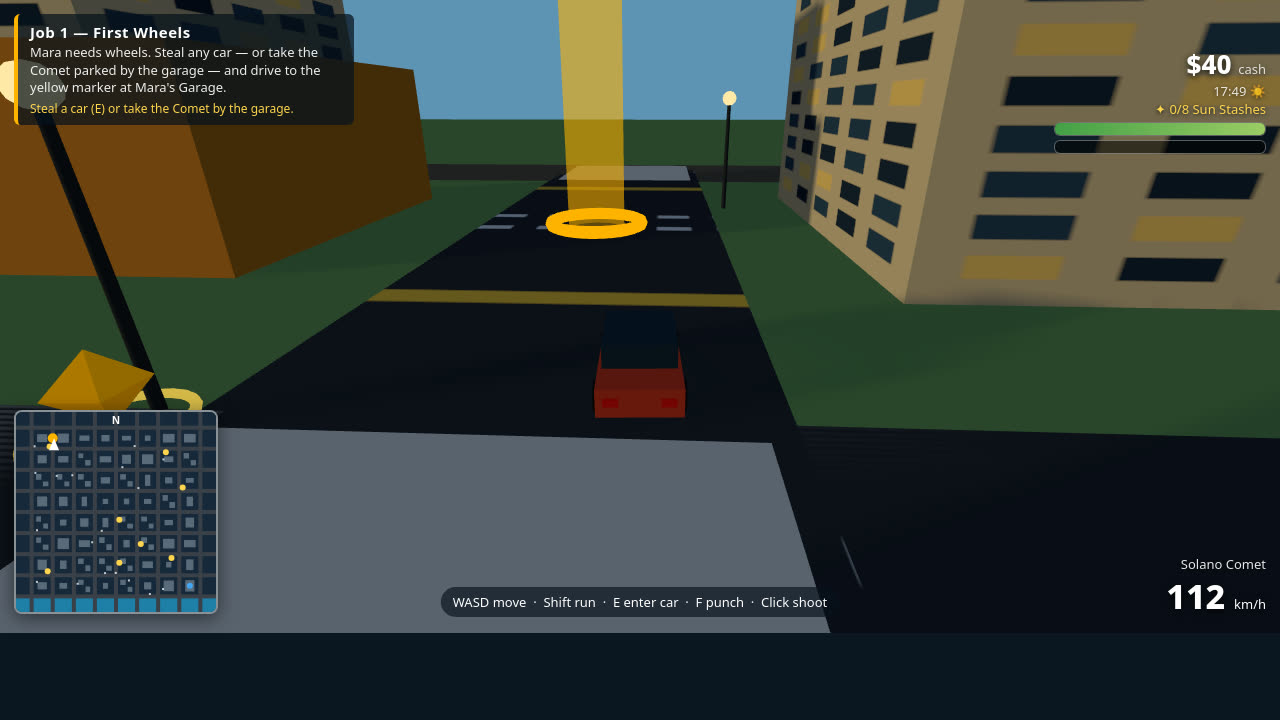 Job 1 — First Wheels
Mara needs wheels. Steal any car — or take the
Comet parked by the garage — and drive to the
yellow marker at Mara's Garage.
Steal a car (E) or take the Comet by the garage.
$40 cash
17:49 ☀️
✦ 0/8 Sun Stashes
N
WASD move · Shift run · E enter car · F punch · Click shoot
Solano Comet
112 km/h